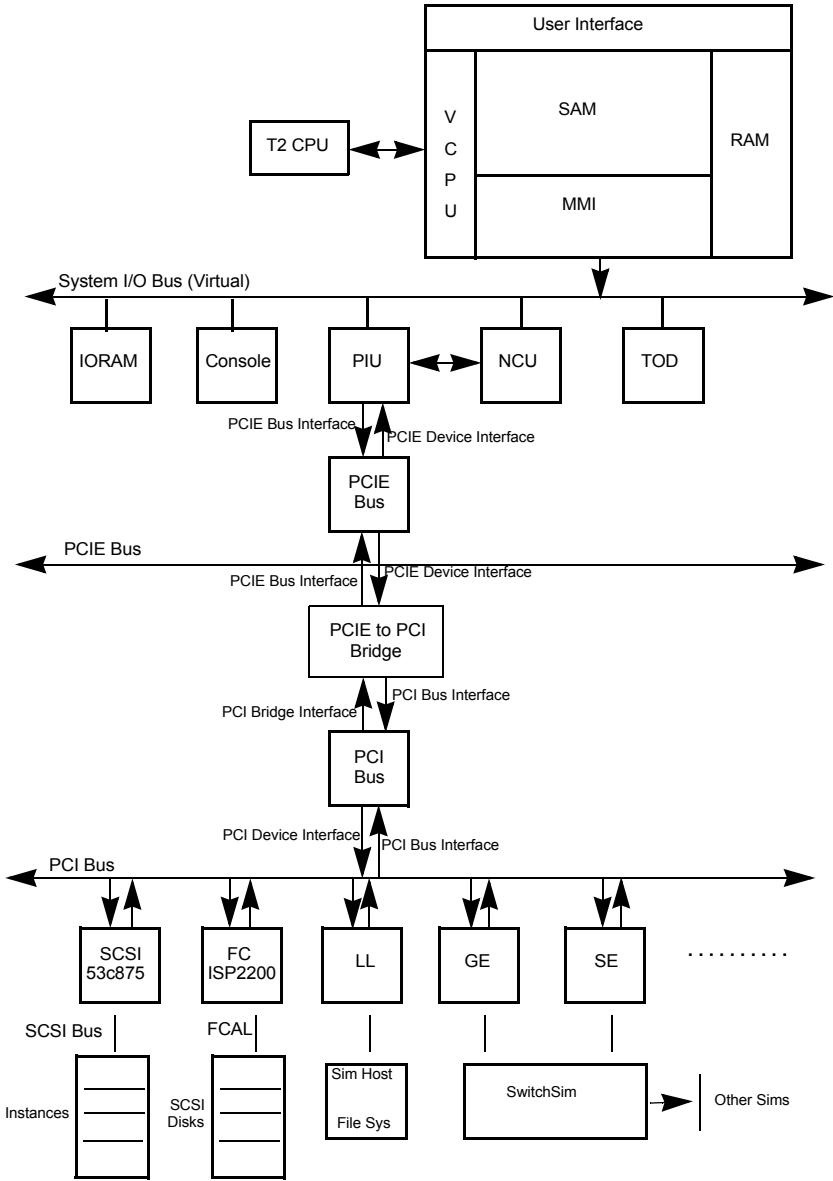 User Interface
V
C
P
U
SAM
RAM
T2 CPU
MMI
System I/O Bus (Virtual)
IORAM
Console
PIU
NCU
TOD
PCIE Bus Interface
PCIE Device Interface
PCIE
Bus
PCIE Bus
PCIE Bus Interface
PCIE Device Interface
PCIE to PCI
Bridge
PCI Bridge Interface
PCI Bus Interface
PCI
Bus
PCI Device Interface
PCI Bus Interface
PCI Bus
SCSI
53c875
FC
ISP2200
LL
GE
SE
..........
SCSI Bus
FCAL
Instances
SCSI
Disks
Sim Host
File Sys
SwitchSim
Other Sims